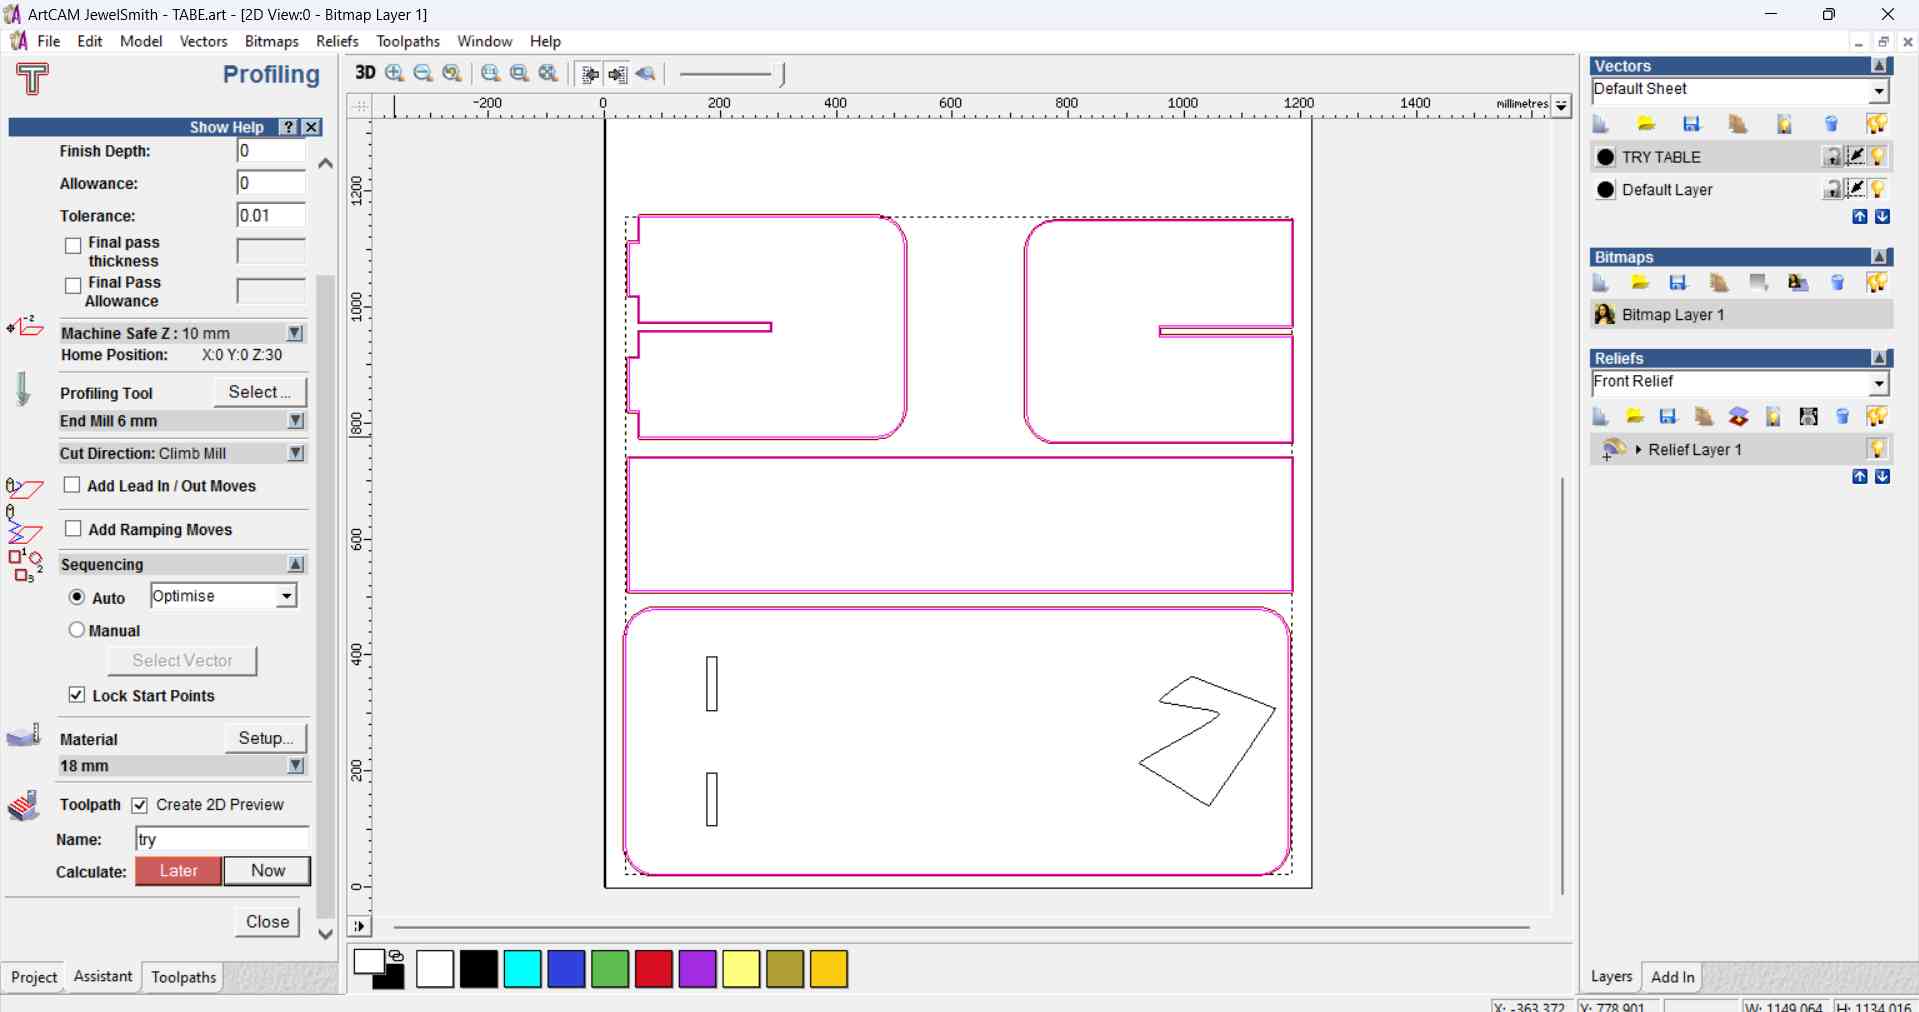 ArtCAM JewelSmith - TABE.art - [2D View:0 - Bitmap Layer 1]
File Edit Model Vectors Bitmaps Reliefs Toolpaths Window Help
Profiling
Show Help ? X
Finish Depth: 0
Allowance: 0
Tolerance: 0.01
Final pass
thickness
Final Pass
Allowance
Machine Safe Z : 10 mm
Home Position: X:0 Y:0 Z:30
Profiling Tool Select ...
End Mill 6 mm
Cut Direction: Climb Mill
Add Lead In / Out Moves
Add Ramping Moves
Sequencing
Auto Optimise
Manual
Select Vector
Lock Start Points
Material Setup...
18 mm
Toolpath Create 2D Preview
Name: try
Calculate: Later Now
Close
Project Assistant Toolpaths
3D
-200 0 200 400 600 800 1000 1200 1400 millimetres
1200
1000
800
600
400
200
0
Vectors
Default Sheet
TRY TABLE
Default Layer
Bitmaps
Bitmap Layer 1
Reliefs
Front Relief
Relief Layer 1
Layers Add In
X: -363.372 Y: 778.901 W: 1149.064 H: 1134.016